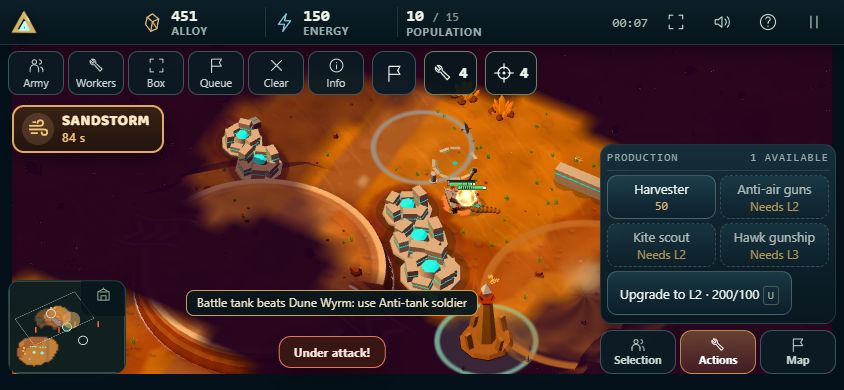 451
ALLOY
150
ENERGY
10 / 15
POPULATION
00:07
Army
Workers
Box
Queue
Clear
Info
4
4
SANDSTORM
84 s
PRODUCTION
1 AVAILABLE
Harvester
50
Anti-air guns
Needs L2
Kite scout
Needs L2
Hawk gunship
Needs L3
Upgrade to L2 · 200/100 U
Battle tank beats Dune Wyrm: use Anti-tank soldier
Under attack!
Selection
Actions
Map